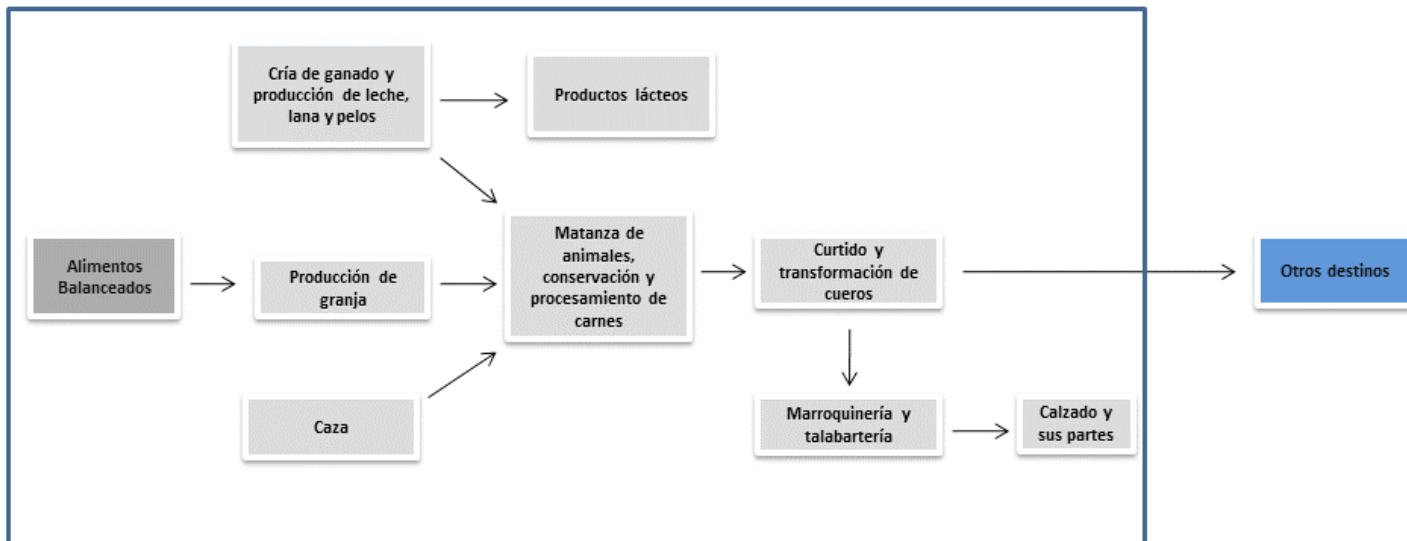 Cría de ganado y
producción de leche,
lana y pelos
Productos lácteos
Alimentos
Balanceados
Producción de
granja
Matanza de
animales,
conservación y
procesamiento de
carnes
Curtido y
transformación de
cueros
Otros destinos
Caza
Marroquinería y
talabartería
Calzado y
sus partes